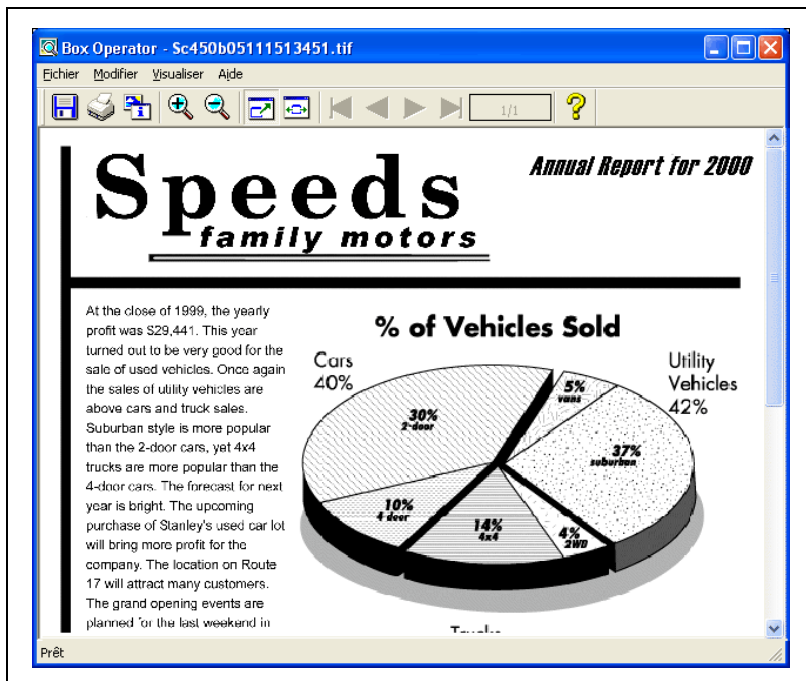 Box Operator - Sc450b05111513451.tif
Fichier Modifier Visualiser Aide
1/1
Speeds
family motors
Annual Report for 2000
At the close of 1999, the yearly
profit was $29,441. This year
turned out to be very good for the
sale of used vehicles. Once again
the sales of utility vehicles are
above cars and truck sales.
Suburban style is more popular
than the 2-door cars, yet 4x4
trucks are more popular than the
4-door cars. The forecast for next
year is bright. The upcoming
purchase of Stanley's used car lot
will bring more profit for the
company. The location on Route
17 will attract many customers.
The grand opening events are
planned for the last weekend in
% of Vehicles Sold
Cars
40%
Utility
Vehicles
42%
5%
vans
30%
2-door
37%
suburban
10%
4 door
14%
4x4
4%
2WD
Trucks
Prêt